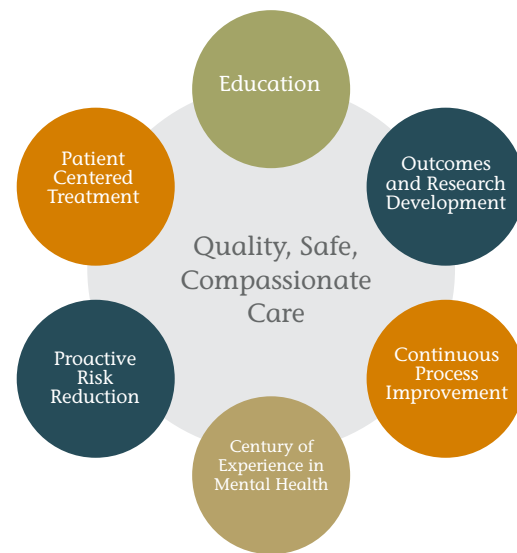 Education
Patient
Centered
Treatment
Outcomes
and Research
Development
Quality, Safe,
Compassionate
Care
Proactive
Risk
Reduction
Continuous
Process
Improvement
Century of
Experience in
Mental Health